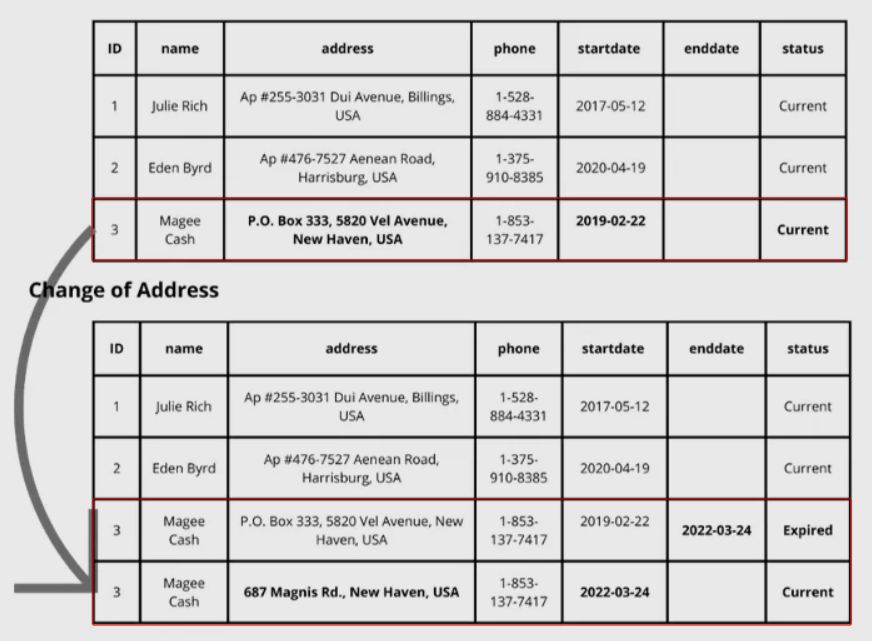 ID name address phone startdate enddate status
1 Julie Rich Ap #255-3031 Dui Avenue, Billings, USA 1-528-884-4331 2017-05-12 Current
2 Eden Byrd Ap #476-7527 Aenean Road, Harrisburg, USA 1-375-910-8385 2020-04-19 Current
3 Magee Cash P.O. Box 333, 5820 Vel Avenue, New Haven, USA 1-853-137-7417 2019-02-22 Current
Change of Address
ID name address phone startdate enddate status
1 Julie Rich Ap #255-3031 Dui Avenue, Billings, USA 1-528-884-4331 2017-05-12 Current
2 Eden Byrd Ap #476-7527 Aenean Road, Harrisburg, USA 1-375-910-8385 2020-04-19 Current
3 Magee Cash P.O. Box 333, 5820 Vel Avenue, New Haven, USA 1-853-137-7417 2019-02-22 2022-03-24 Expired
3 Magee Cash 687 Magnis Rd., New Haven, USA 1-853-137-7417 2022-03-24 Current